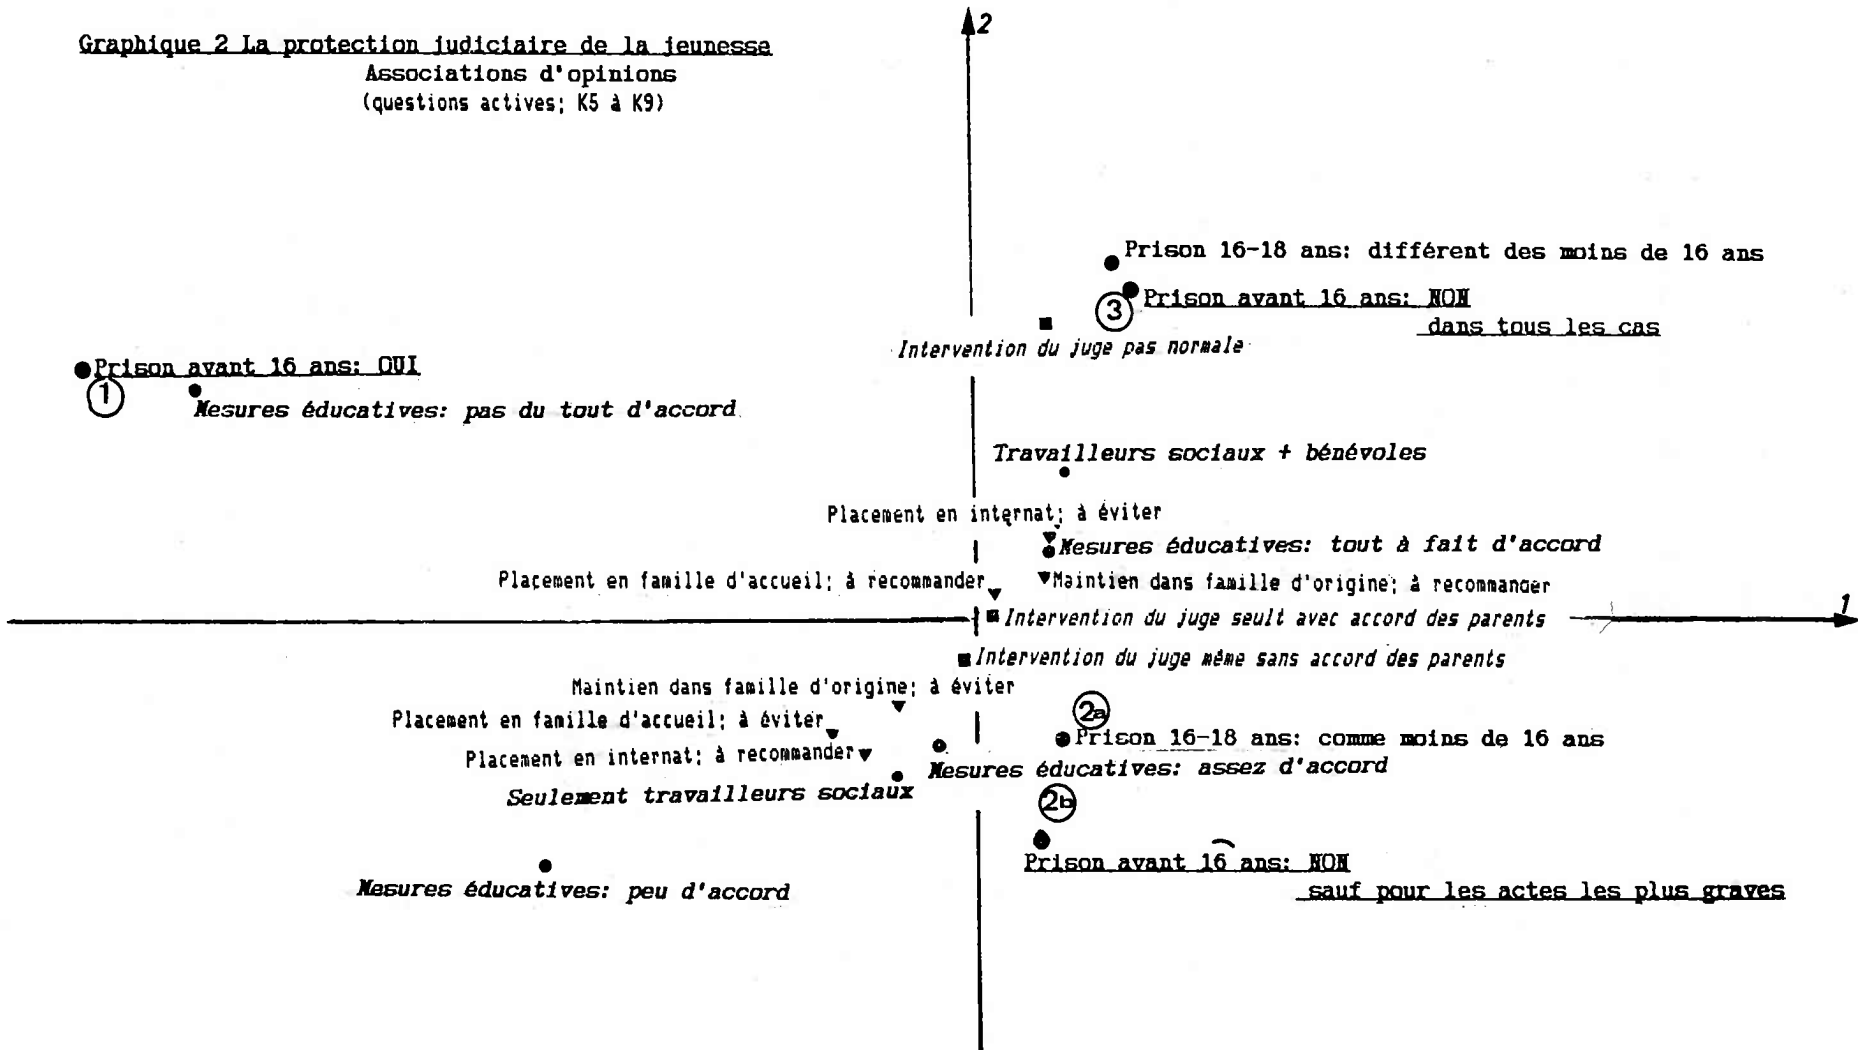 2
Graphique 2 La protection judiciaire de la jeunesse
Associations d'opinions
(questions actives; K5 à K9)
Prison 16-18 ans: différent des moins de 16 ans
Prison avant 16 ans: NON
3
dans tous les cas
Intervention du juge pas normale
Prison avant 16 ans: OUI
1
Mesures éducatives: pas du tout d'accord
Travailleurs sociaux + bénévoles
Placement en internat; à éviter
Mesures éducatives: tout à fait d'accord
Placement en famille d'accueil; à recommander
Maintien dans famille d'origine; à recommander
1
Intervention du juge seult avec accord des parents
Intervention du juge même sans accord des parents
Maintien dans famille d'origine; à éviter
2a
Placement en famille d'accueil; à éviter
Prison 16-18 ans: comme moins de 16 ans
Placement en internat; à recommander
Mesures éducatives: assez d'accord
Seulement travailleurs sociaux
2b
Prison avant 16 ans: NON
Mesures éducatives: peu d'accord
sauf pour les actes les plus graves